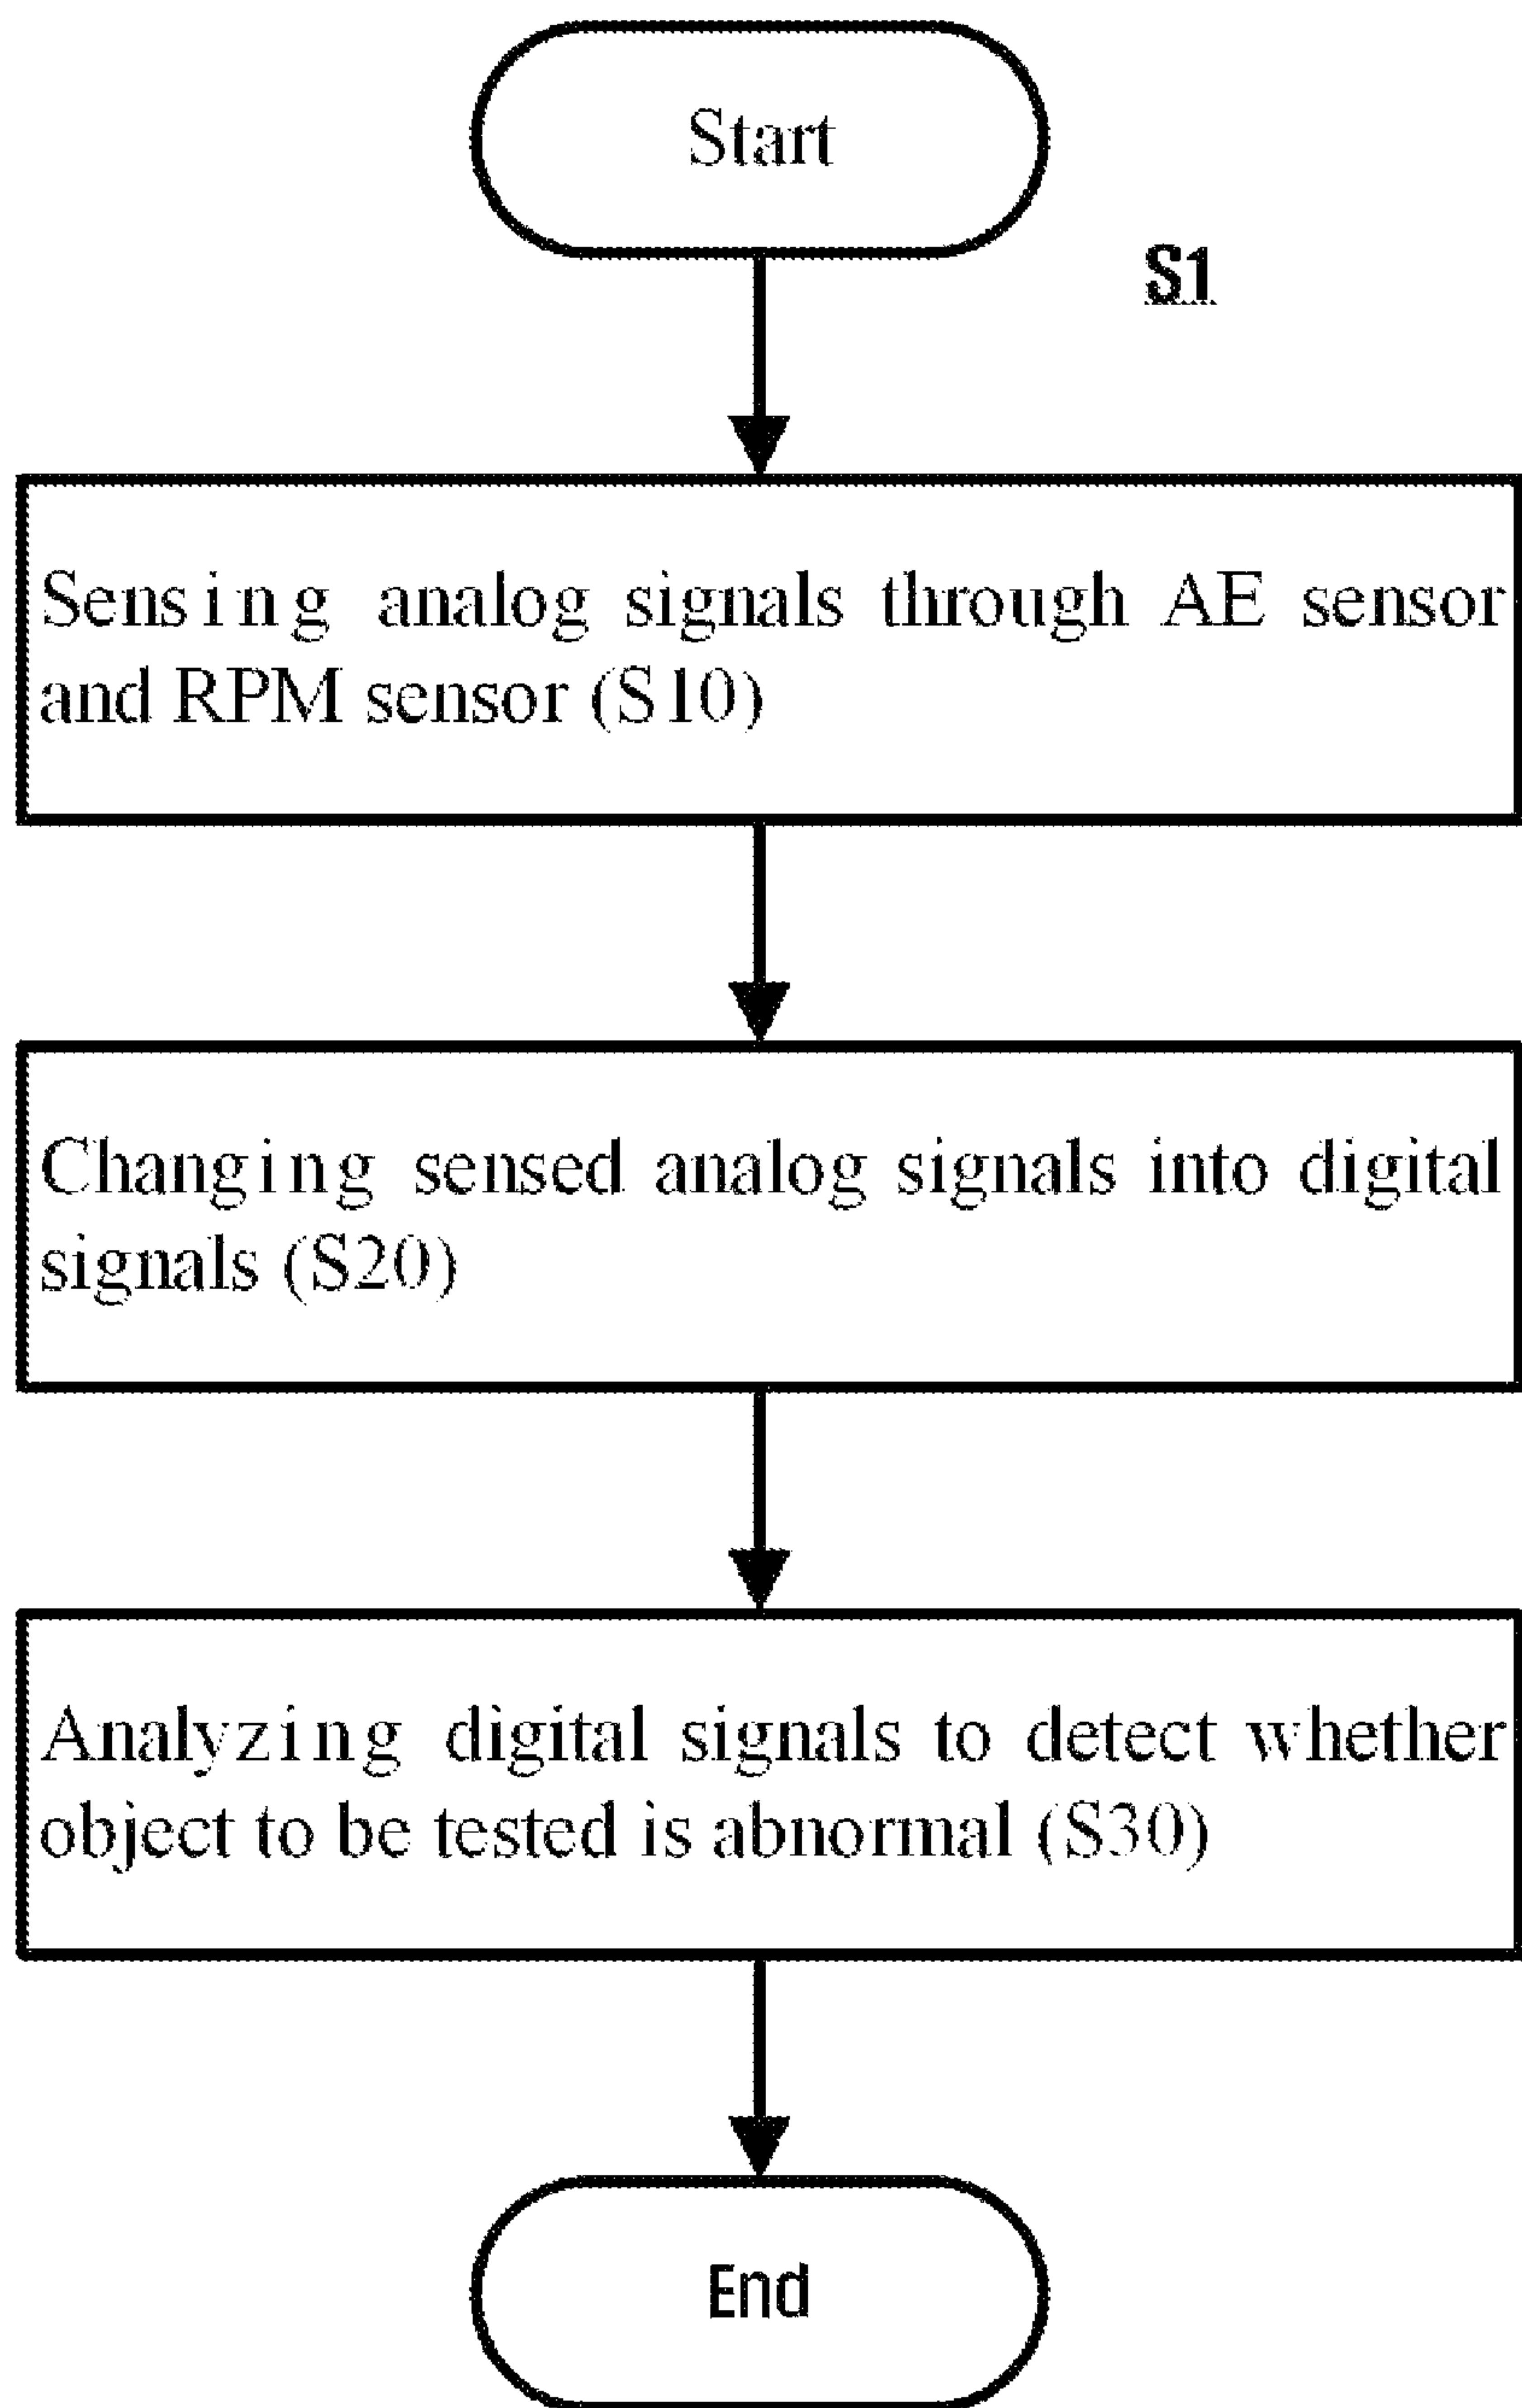 Start
S1
Sensing analog signals through AE sensor
and RPM sensor (S10)
Changing sensed analog signals into digital
signals (S20)
Analyzing digital signals to detect whether
object to be tested is abnormal (S30)
End